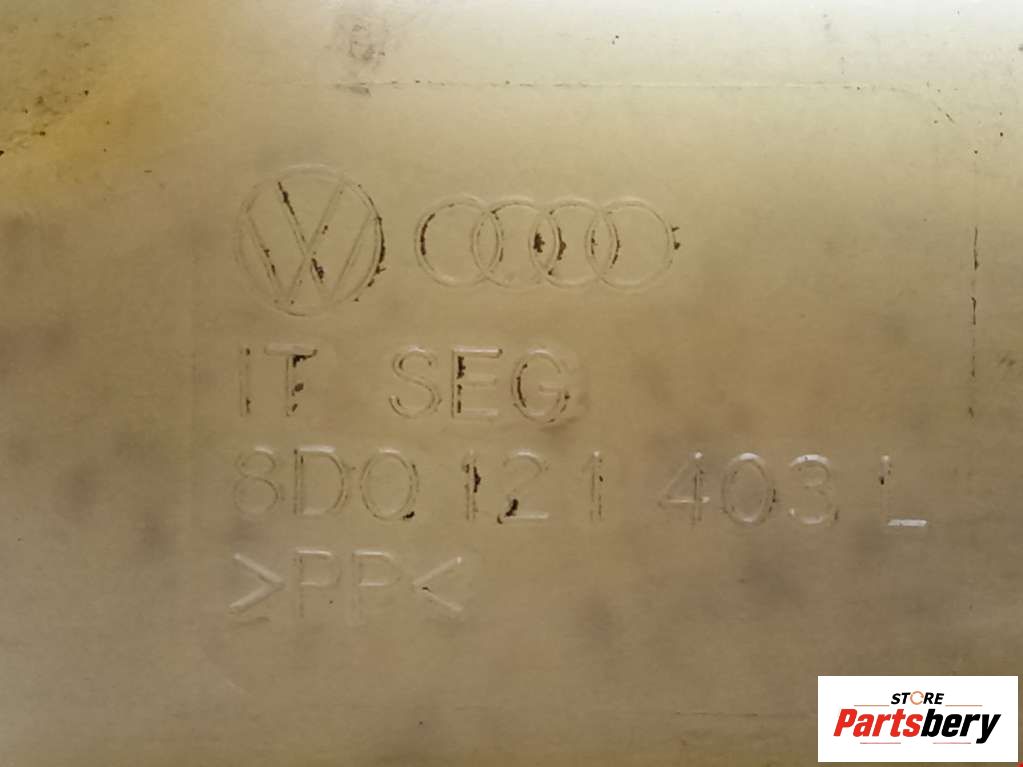 IT SEG
8D0 121 403 L
>PP<
STORE
Partsbery